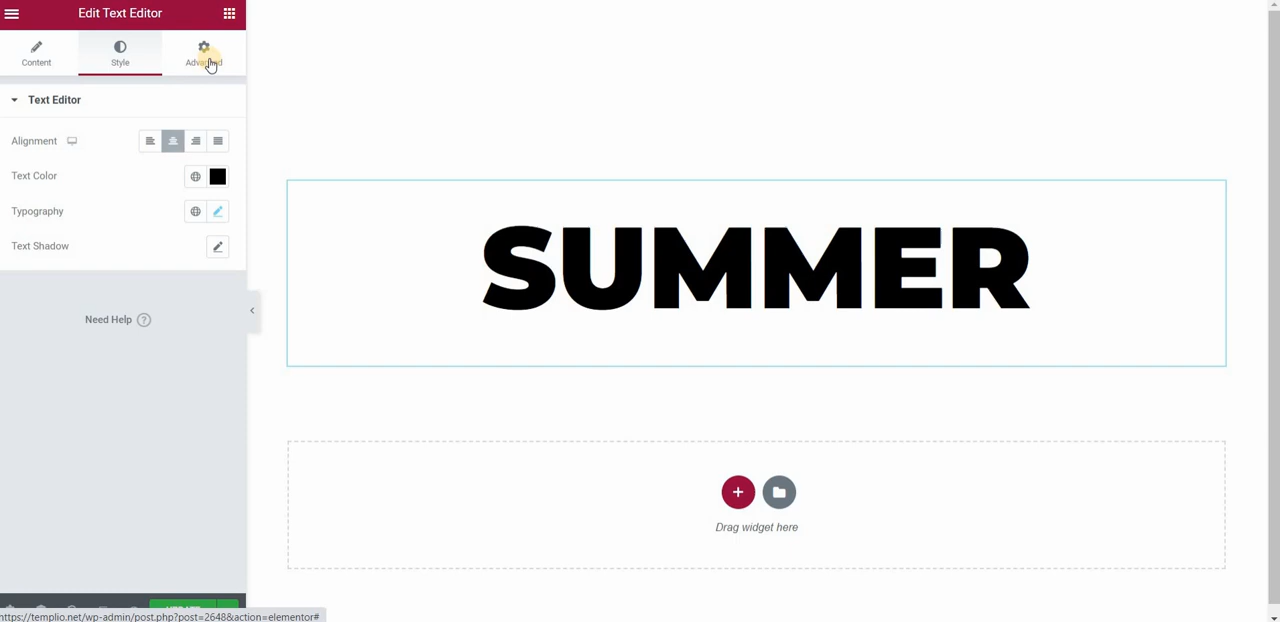 Edit Text Editor
Content
Style
Advanced
Text Editor
Alignment
Text Color
Typography
Text Shadow
Need Help ?
SUMMER
Drag widget here
https://templio.net/wp-admin/post.php?post=2648&action=elementor#